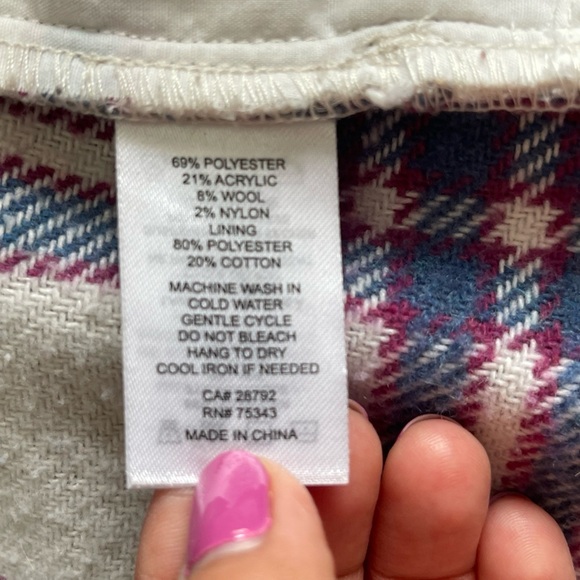 69% POLYESTER
21% ACRYLIC
8% WOOL
2% NYLON
LINING
80% POLYESTER
20% COTTON
MACHINE WASH IN
COLD WATER
GENTLE CYCLE
DO NOT BLEACH
HANG TO DRY
COOL IRON IF NEEDED
CA# 28792
RN# 75343
MADE IN CHINA